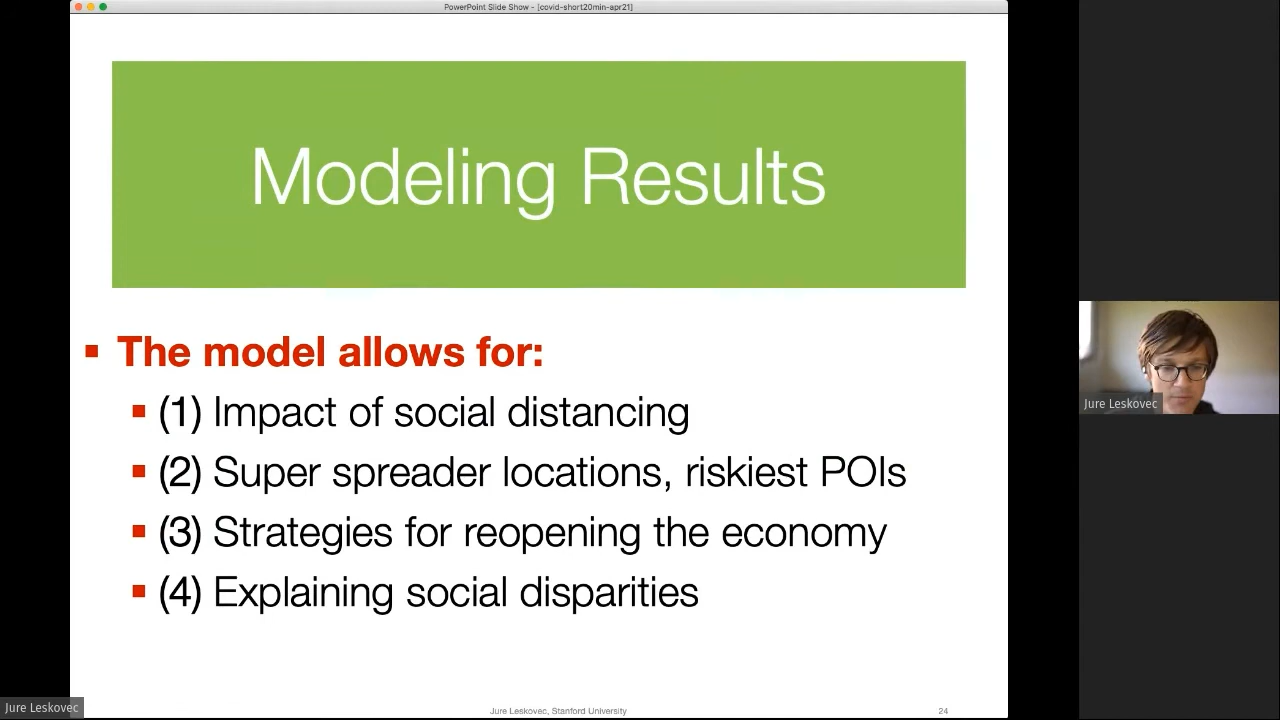 PowerPoint Slide Show - [covid-short20min-apr21]
Modeling Results
The model allows for:
(1) Impact of social distancing
(2) Super spreader locations, riskiest POIs
(3) Strategies for reopening the economy
(4) Explaining social disparities
Jure Leskovec, Stanford University
24
Jure Leskovec
Jure Leskovec